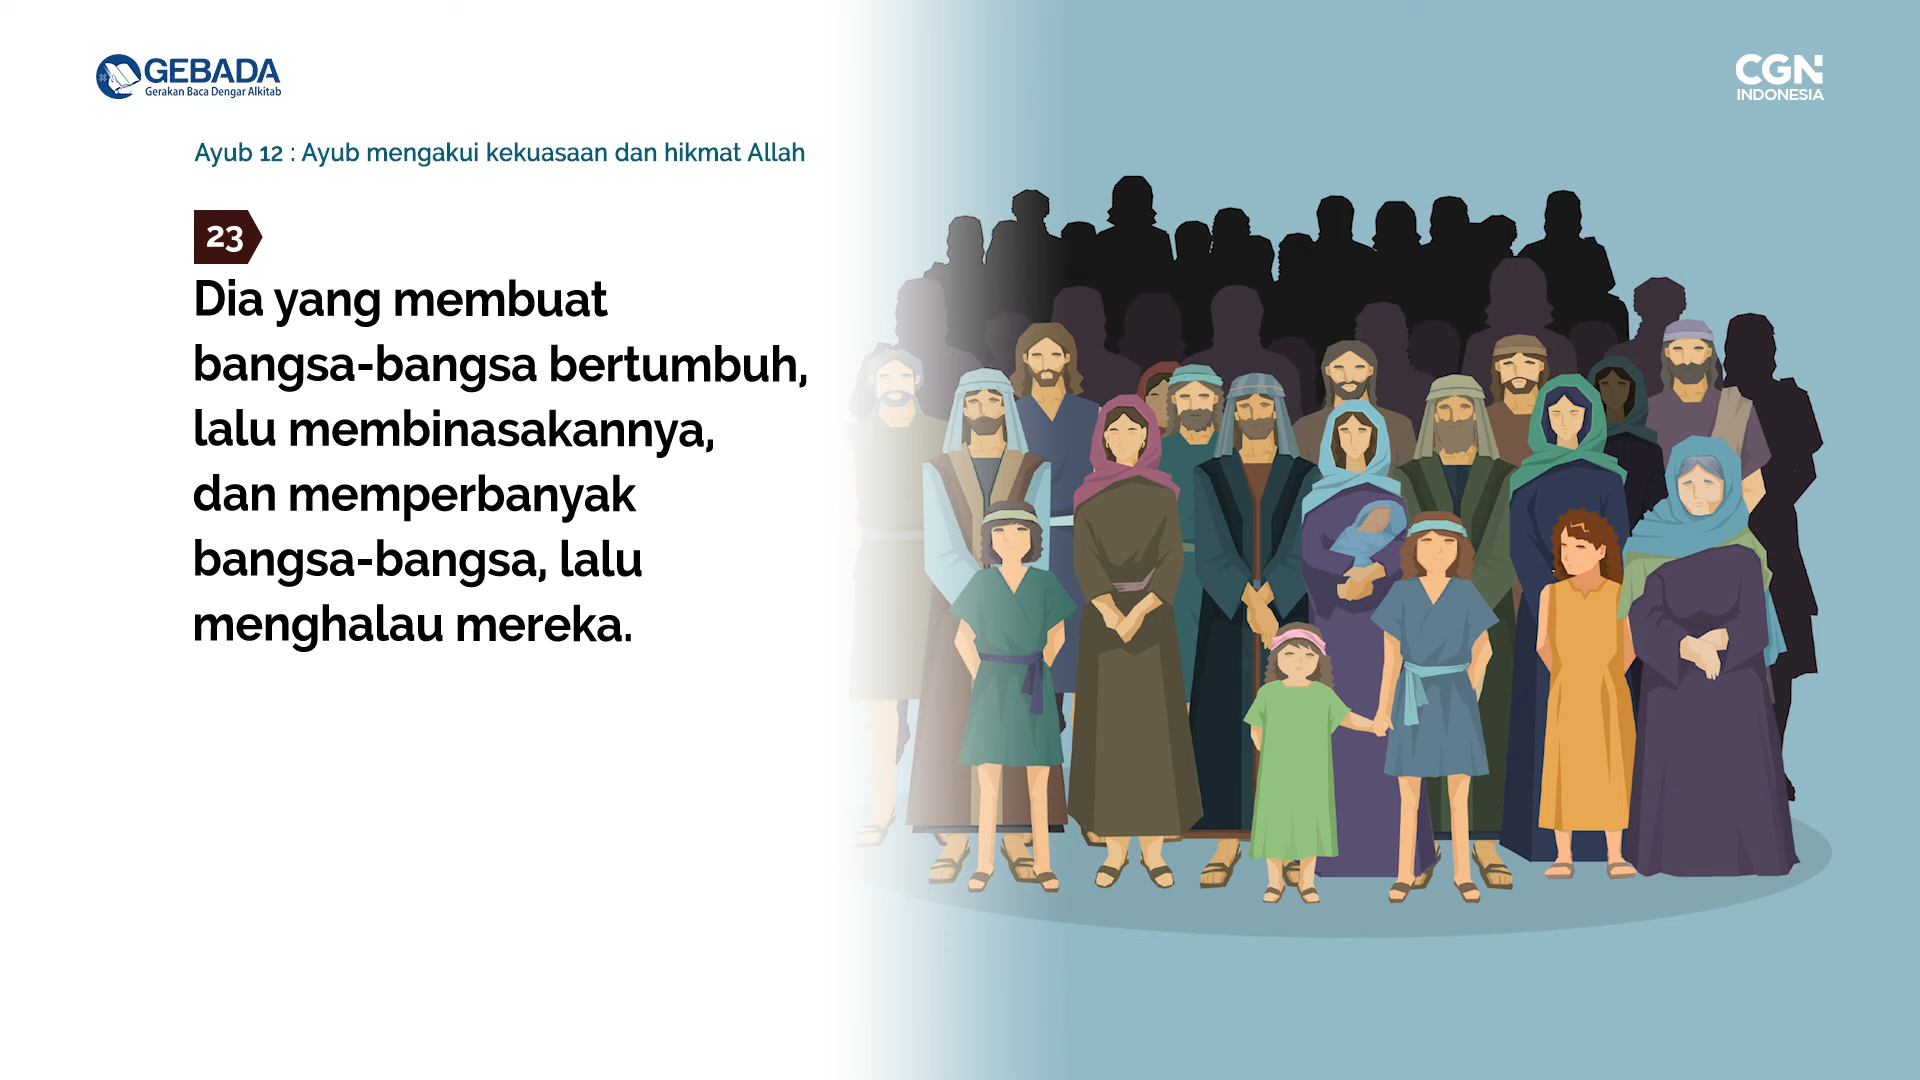 GEBADA
Gerakan Baca Dengar Alkitab
CGN
INDONESIA
Ayub 12 : Ayub mengakui kekuasaan dan hikmat Allah
23
Dia yang membuat
bangsa-bangsa bertumbuh,
lalu membinasakannya,
dan memperbanyak
bangsa-bangsa, lalu
menghalau mereka.